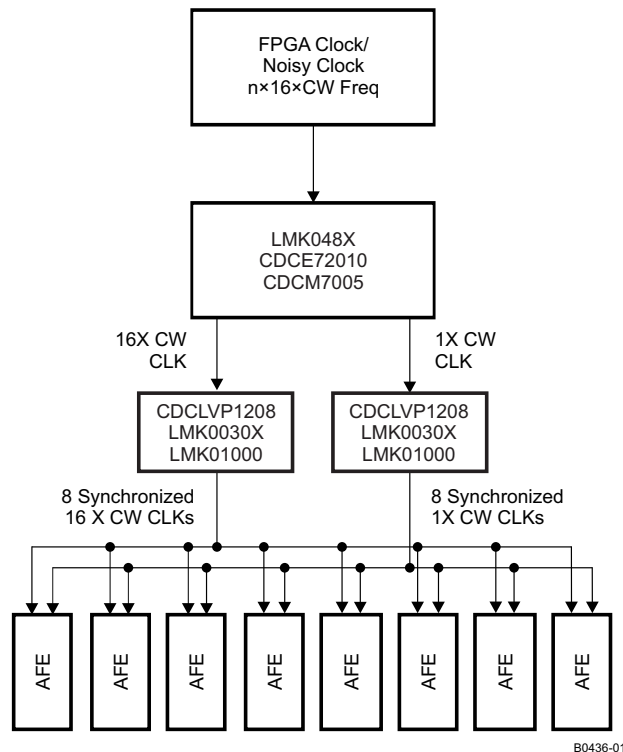 FPGA Clock/
Noisy Clock
n×16×CW Freq
LMK048X
CDCE72010
CDCM7005
16X CW
CLK
1X CW
CLK
CDCLVP1208
LMK0030X
LMK01000
CDCLVP1208
LMK0030X
LMK01000
8 Synchronized
16 X CW CLKs
8 Synchronized
1X CW CLKs
AFE
AFE
AFE
AFE
AFE
AFE
AFE
AFE
B0436-01